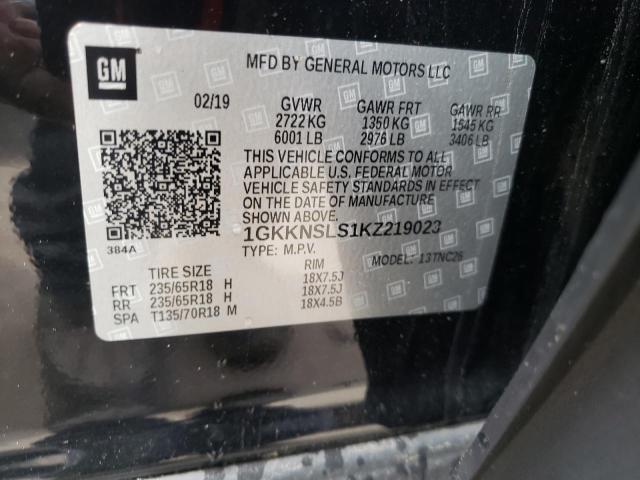 GM
MFD BY GENERAL MOTORS LLC
02/19 GVWR GAWR FRT GAWR RR
2722 KG 1350 KG 1545 KG
6001 LB 2976 LB 3406 LB
THIS VEHICLE CONFORMS TO ALL
APPLICABLE U.S. FEDERAL MOTOR
VEHICLE SAFETY STANDARDS IN EFFECT
ON THE DATE OF MANUFACTURE
SHOWN ABOVE.
1GKKNSLS1KZ219023
384A
TYPE: M.P.V. MODEL: 13TNC26
TIRE SIZE RIM
FRT 235/65R18 H 18X7.5J
RR 235/65R18 H 18X7.5J
SPA T135/70R18 M 18X4.5B